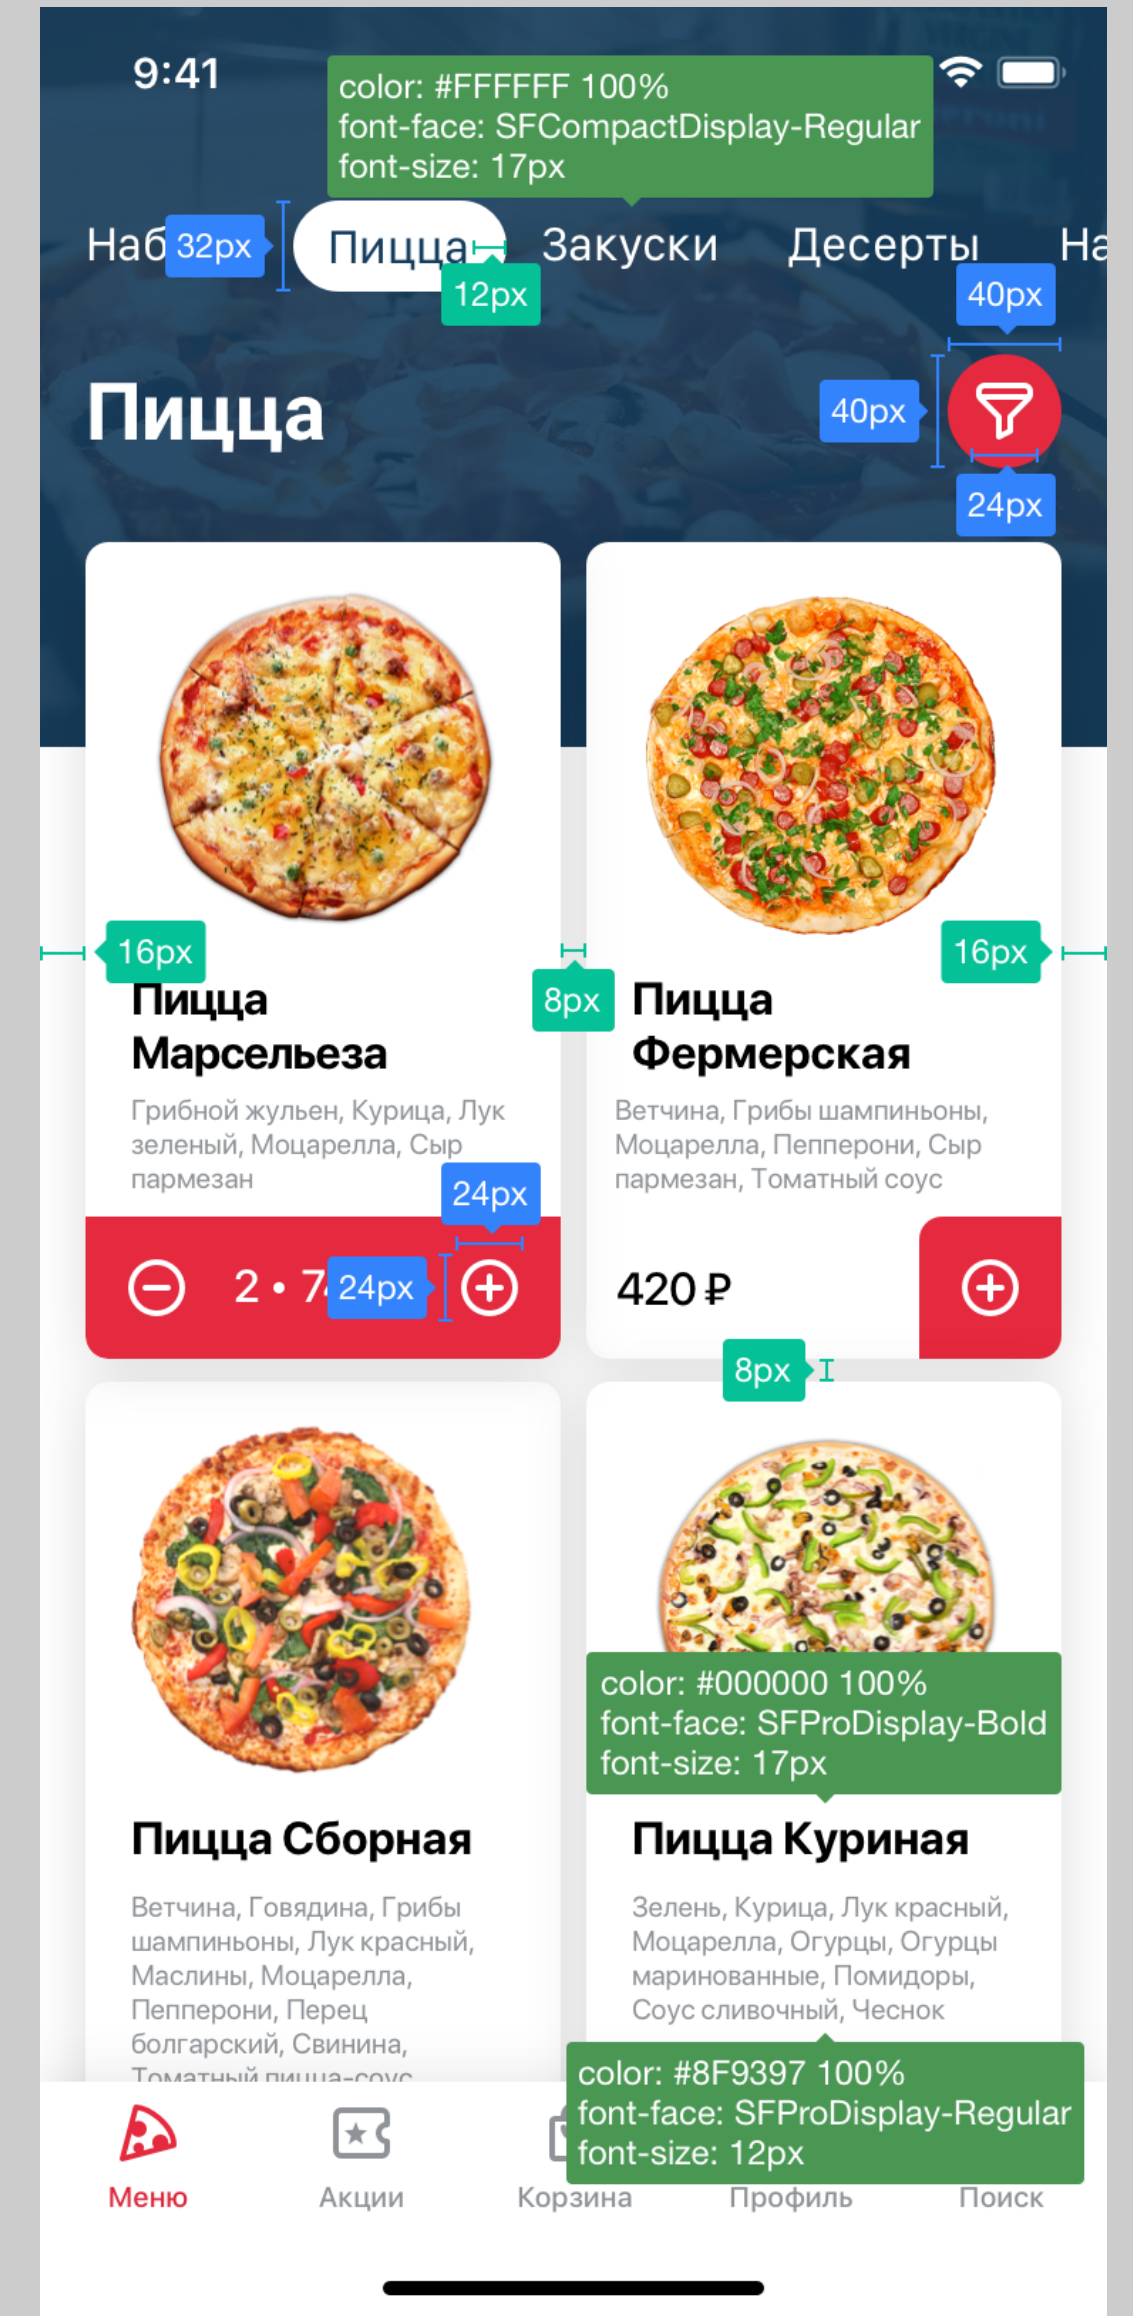 9:41
color: #FFFFFF 100%
font-face: SFCompactDisplay-Regular
font-size: 17px
Наб
32px
Пицца
Закуски
Десерты
На
12px
40px
Пицца
40px
24px
16px
8px
16px
Пицца
Марсельеза
Пицца
Фермерская
Грибной жульен, Курица, Лук
зеленый, Моцарелла, Сыр
пармезан
Ветчина, Грибы шампиньоны,
Моцарелла, Пепперони, Сыр
пармезан, Томатный соус
24px
2 • 7
24px
420 ₽
8px
color: #000000 100%
font-face: SFProDisplay-Bold
font-size: 17px
Пицца Сборная
Пицца Куриная
Ветчина, Говядина, Грибы
шампиньоны, Лук красный,
Маслины, Моцарелла,
Пепперони, Перец
болгарский, Свинина,
Томатный пицца-соус
Зелень, Курица, Лук красный,
Моцарелла, Огурцы, Огурцы
маринованные, Помидоры,
Соус сливочный, Чеснок
color: #8F9397 100%
font-face: SFProDisplay-Regular
font-size: 12px
Меню
Акции
Корзина
Профиль
Поиск